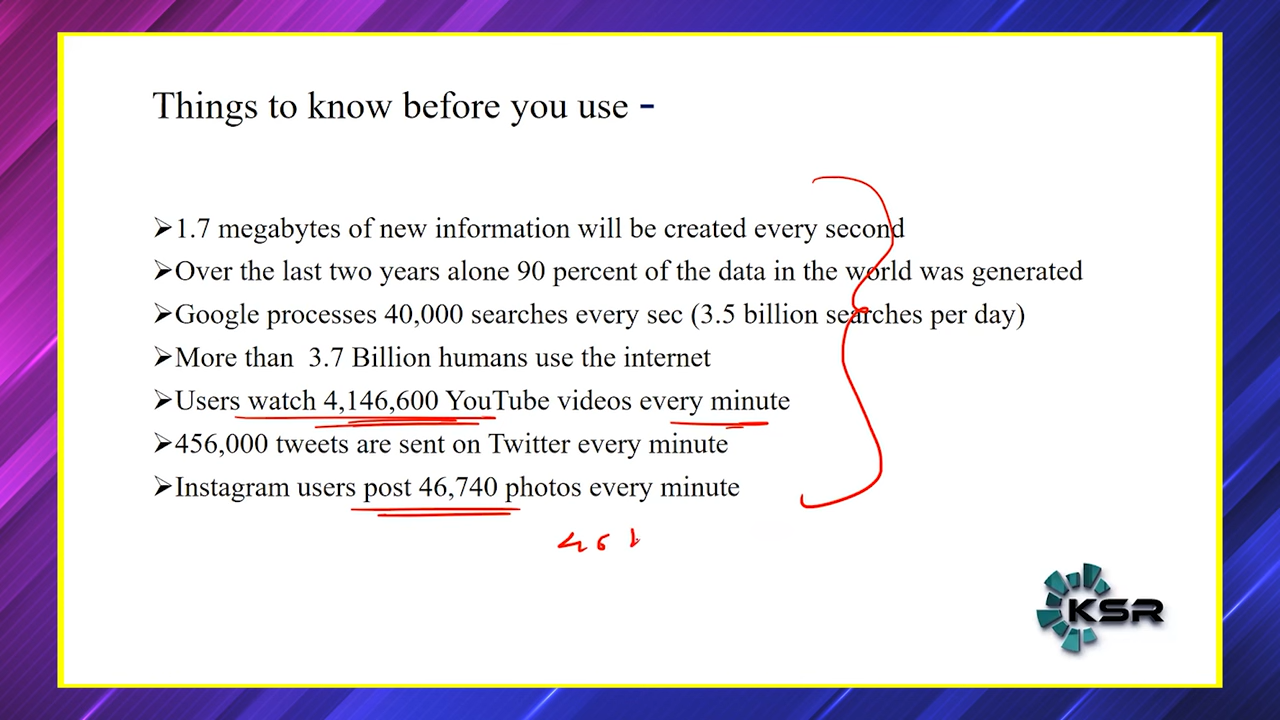 Things to know before you use -
➢1.7 megabytes of new information will be created every second
➢Over the last two years alone 90 percent of the data in the world was generated
➢Google processes 40,000 searches every sec (3.5 billion searches per day)
➢More than 3.7 Billion humans use the internet
➢Users watch 4,146,600 YouTube videos every minute
➢456,000 tweets are sent on Twitter every minute
➢Instagram users post 46,740 photos every minute
KSR